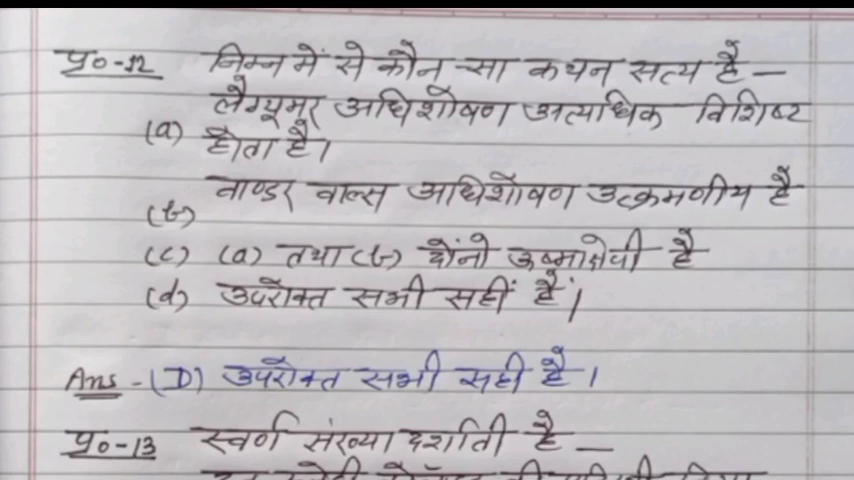 प्र०-12 निम्न में से कौन सा कथन सत्य है —
लैग्यूमर अधिशोषण अत्याधिक विशिष्ट
(a) होता है।
वाण्डर वाल्स अधिशोषण उत्क्रमणीय है
(b)
(c) (a) तथा (b) दोंनो ऊष्माक्षेपी है
(d) उपरोक्त सभी सहीं हैं।
Ans - (D) उपरोक्त सभी सही है।
प्र०-13 स्वर्ण संख्या दर्शाती है —